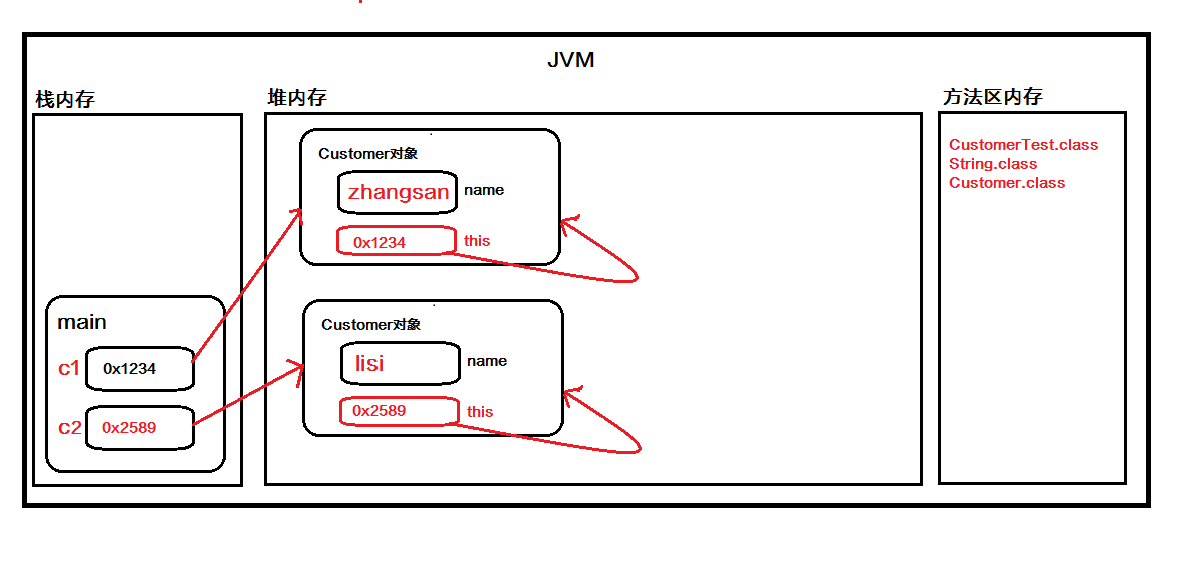 JVM
栈内存
堆内存
方法区内存
main
c1 0x1234
c2 0x2589
Customer对象
zhangsan name
0x1234 this
Customer对象
lisi name
0x2589 this
CustomerTest.class
String.class
Customer.class